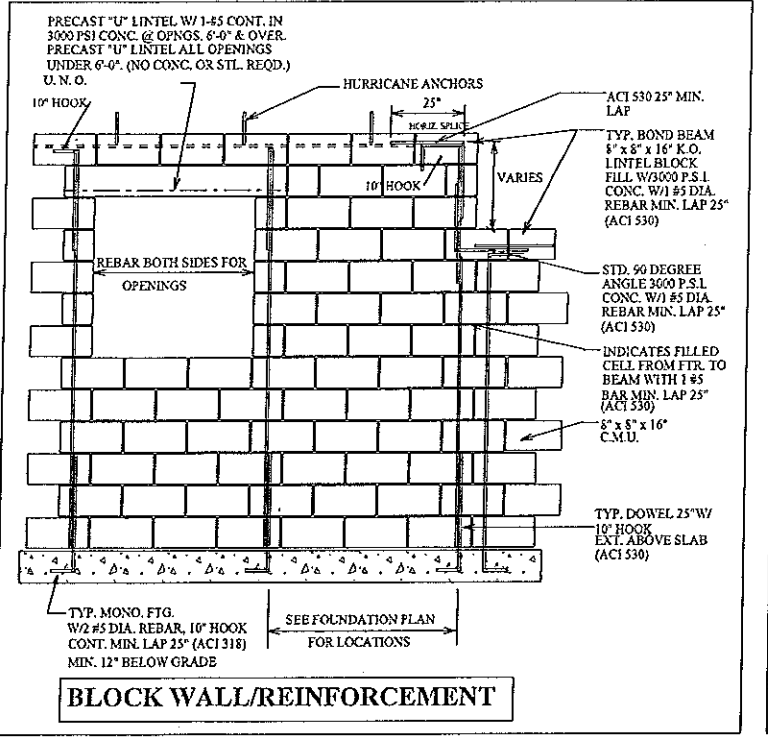 PRECAST "U" LINTEL W/ 1-#5 CONT. IN
3000 PSI CONC. @ OPNGS. 6'-0" & OVER.
PRECAST "U" LINTEL ALL OPENINGS
UNDER 6'-0". (NO CONC. OR STL. REQD.)
U. N. O.
10" HOOK
HURRICANE ANCHORS
25"
HORIZ. SPLICE
10" HOOK
VARIES
ACI 530 25" MIN.
LAP
TYP. BOND BEAM
8" x 8" x 16" K.O.
LINTEL BLOCK
FILL W/3000 P.S.I.
CONC. W/1 #5 DIA.
REBAR MIN. LAP 25"
(ACI 530)
REBAR BOTH SIDES FOR
OPENINGS
STD. 90 DEGREE
ANGLE 3000 P.S.I.
CONC. W/1 #5 DIA.
REBAR MIN. LAP 25"
(ACI 530)
INDICATES FILLED
CELL FROM FTR. TO
BEAM WITH 1 #5
BAR MIN. LAP 25"
(ACI 530)
8" x 8" x 16"
C.M.U.
TYP. DOWEL 25" W/
10" HOOK
EXT. ABOVE SLAB
(ACI 530)
TYP. MONO. FTG.
W/2 #5 DIA. REBAR, 10" HOOK
CONT. MIN. LAP 25" (ACI 318)
MIN. 12" BELOW GRADE
SEE FOUNDATION PLAN
FOR LOCATIONS
BLOCK WALL/REINFORCEMENT